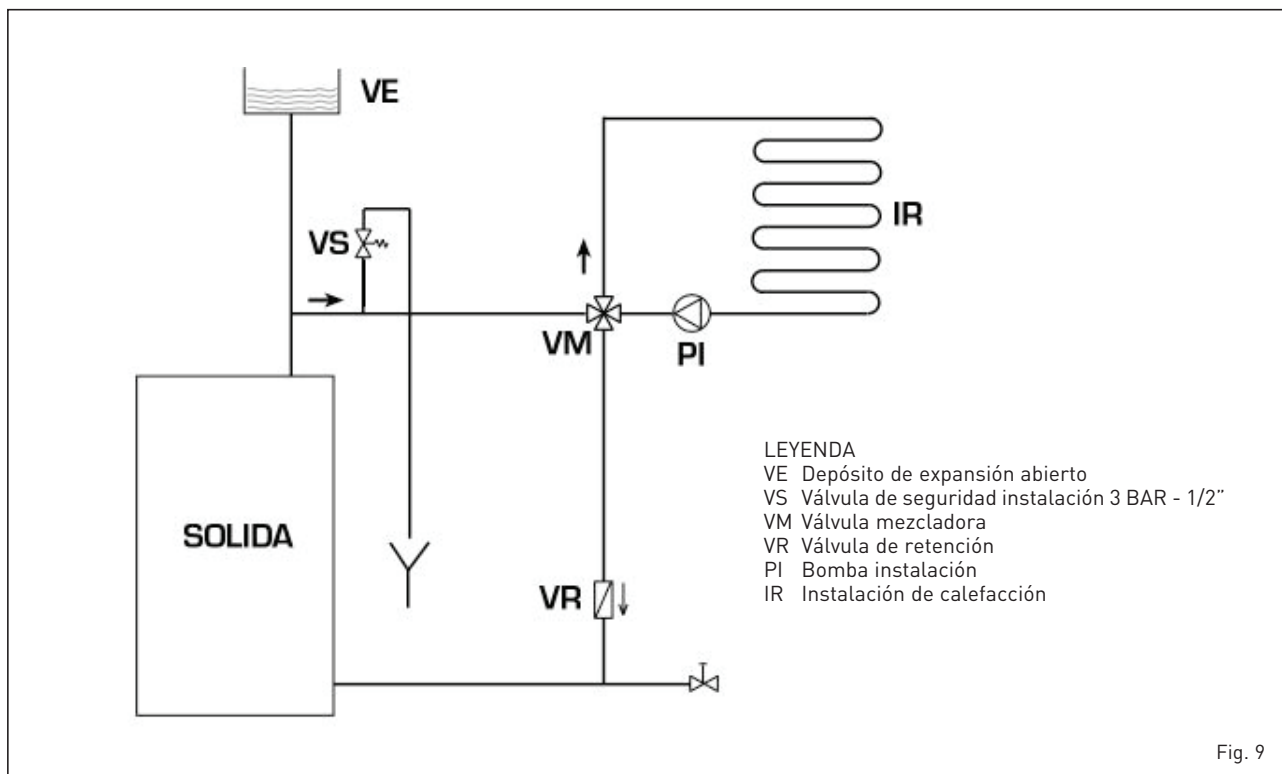 VE
VS
IR
VM
PI
SOLIDA
VR
LEYENDA
VE Depósito de expansión abierto
VS Válvula de seguridad instalación 3 BAR - 1/2”
VM Válvula mezcladora
VR Válvula de retención
PI Bomba instalación
IR Instalación de calefacción
Fig. 9